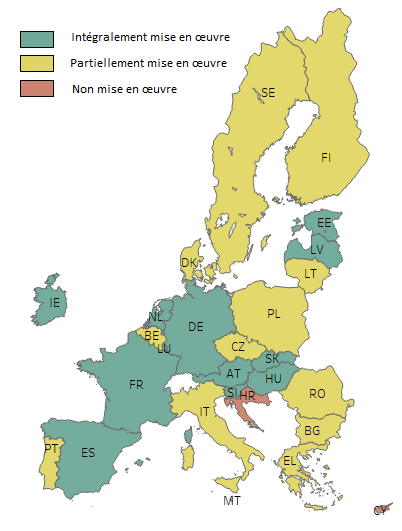 Intégralement mise en œuvre
Partiellement mise en œuvre
Non mise en œuvre
SE
FI
EE
LV
LT
DK
IE
NL
PL
DE
BE
LU
CZ
SK
AT
HU
FR
SI
HR
RO
IT
BG
PT
ES
EL
MT
CY